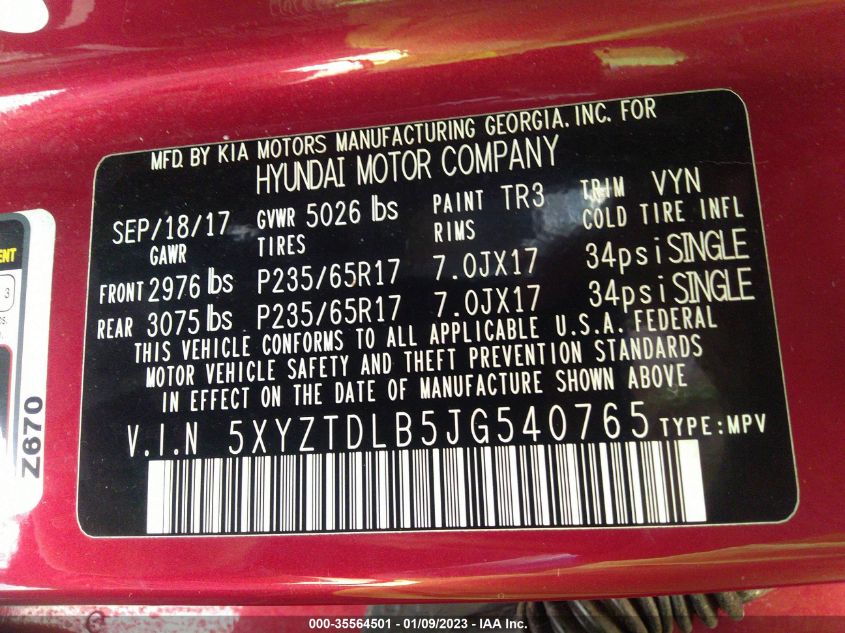 MFD. BY KIA MOTORS MANUFACTURING GEORGIA, INC. FOR
HYUNDAI MOTOR COMPANY
SEP/18/17 GVWR 5026 lbs PAINT TR3 TRIM VYN
GAWR TIRES RIMS COLD TIRE INFL
FRONT 2976 lbs P235/65R17 7.0JX17 34psi SINGLE
REAR 3075 lbs P235/65R17 7.0JX17 34psi SINGLE
THIS VEHICLE CONFORMS TO ALL APPLICABLE U.S.A. FEDERAL
MOTOR VEHICLE SAFETY AND THEFT PREVENTION STANDARDS
IN EFFECT ON THE DATE OF MANUFACTURE SHOWN ABOVE
V.I.N 5XYZTDLB5JG540765 TYPE:MPV
3
Z670
000-35564501 - 01/09/2023 - IAA Inc.